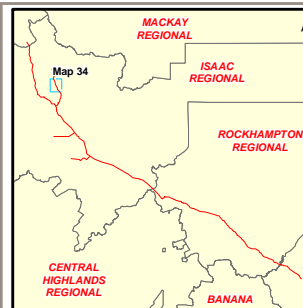 MACKAY
REGIONAL
ISAAC
REGIONAL
Map 34
ROCKHAMPTON
REGIONAL
CENTRAL
HIGHLANDS
REGIONAL
BANANA